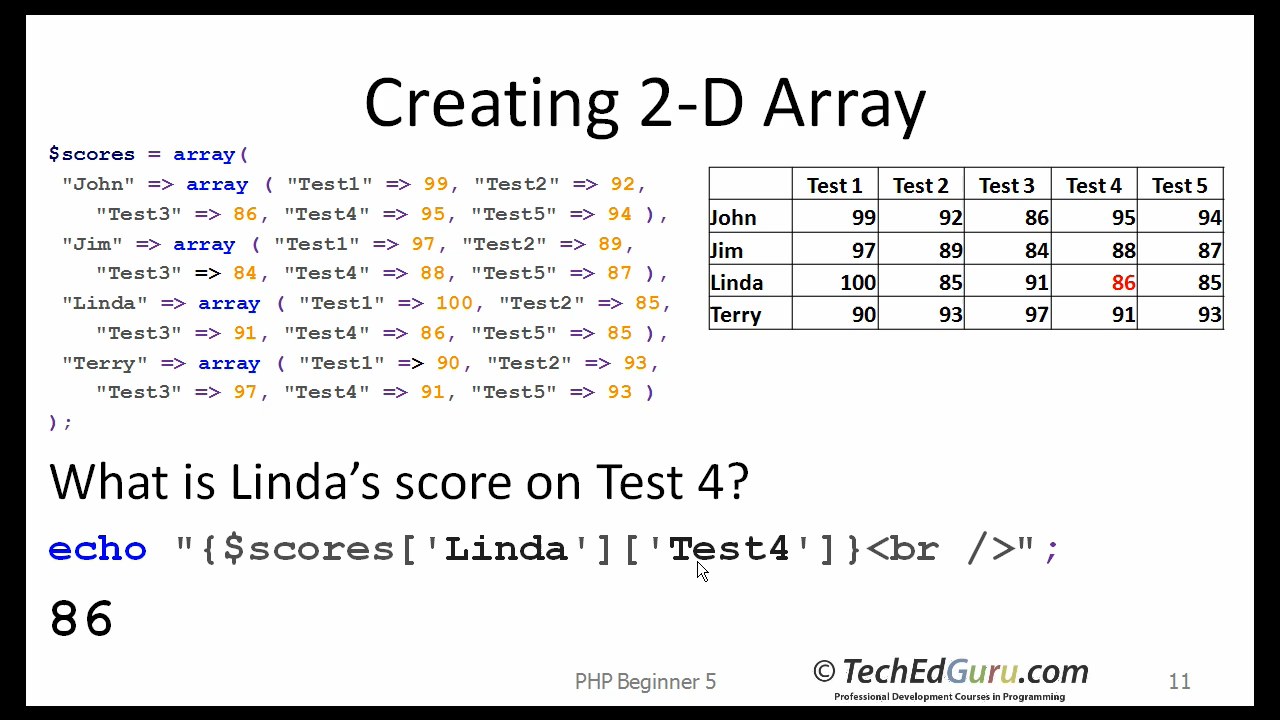 Creating 2-D Array
$scores = array(
"John" => array ( "Test1" => 99, "Test2" => 92,
"Test3" => 86, "Test4" => 95, "Test5" => 94 ),
"Jim" => array ( "Test1" => 97, "Test2" => 89,
"Test3" => 84, "Test4" => 88, "Test5" => 87 ),
"Linda" => array ( "Test1" => 100, "Test2" => 85,
"Test3" => 91, "Test4" => 86, "Test5" => 85 ),
"Terry" => array ( "Test1" => 90, "Test2" => 93,
"Test3" => 97, "Test4" => 91, "Test5" => 93 )
);
Test 1 Test 2 Test 3 Test 4 Test 5
John 99 92 86 95 94
Jim 97 89 84 88 87
Linda 100 85 91 86 85
Terry 90 93 97 91 93
What is Linda’s score on Test 4?
echo "{$scores['Linda']['Test4']}<br />";
86
PHP Beginner 5
© TechEdGuru.com
Professional Development Courses in Programming
11